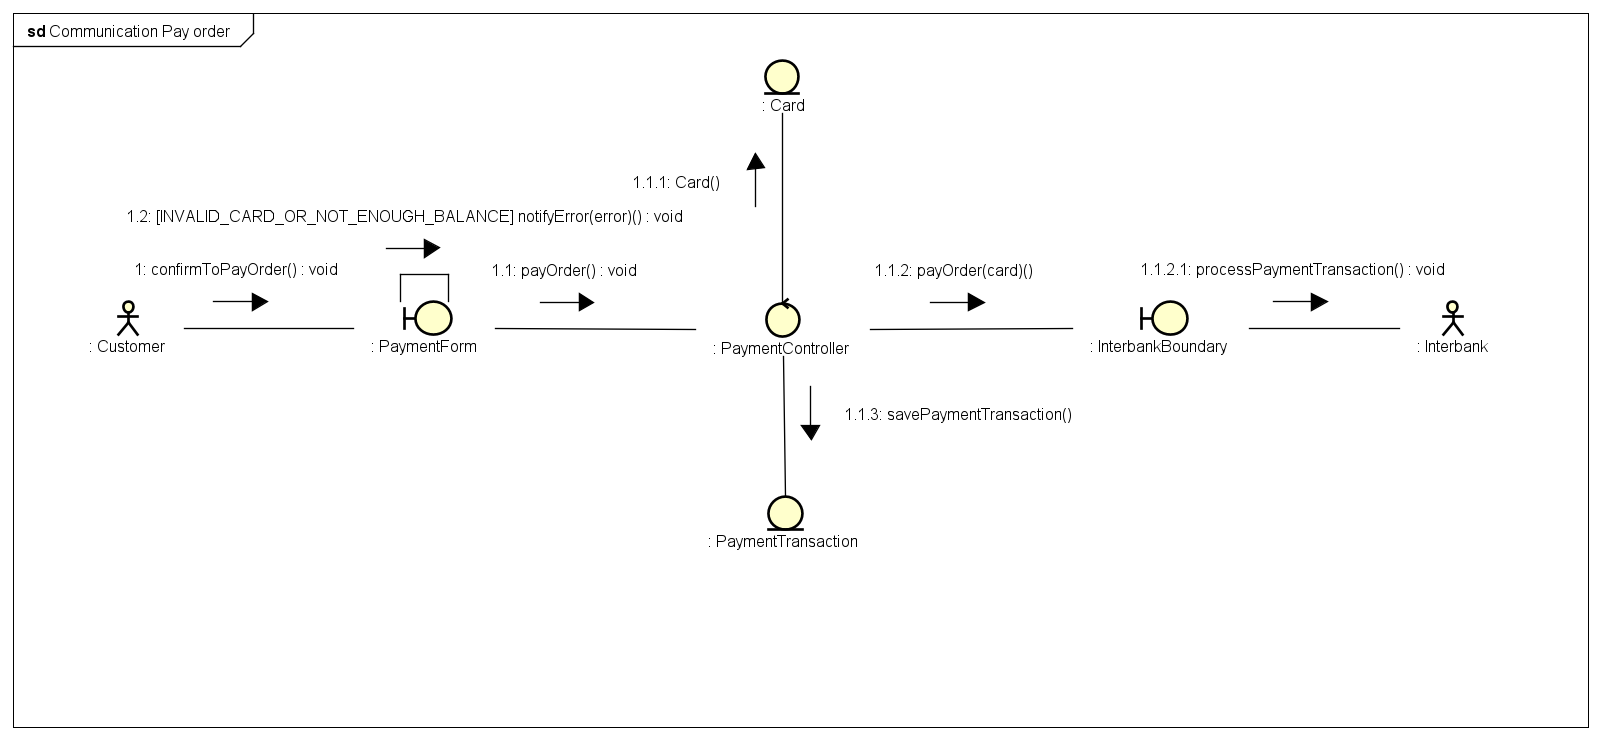 sd Communication Pay order
: Card
1.1.1: Card()
1.2: [INVALID_CARD_OR_NOT_ENOUGH_BALANCE] notifyError(error)() : void
1: confirmToPayOrder() : void
1.1: payOrder() : void
1.1.2: payOrder(card)()
1.1.2.1: processPaymentTransaction() : void
: Customer
: PaymentForm
: PaymentController
: InterbankBoundary
: Interbank
1.1.3: savePaymentTransaction()
: PaymentTransaction